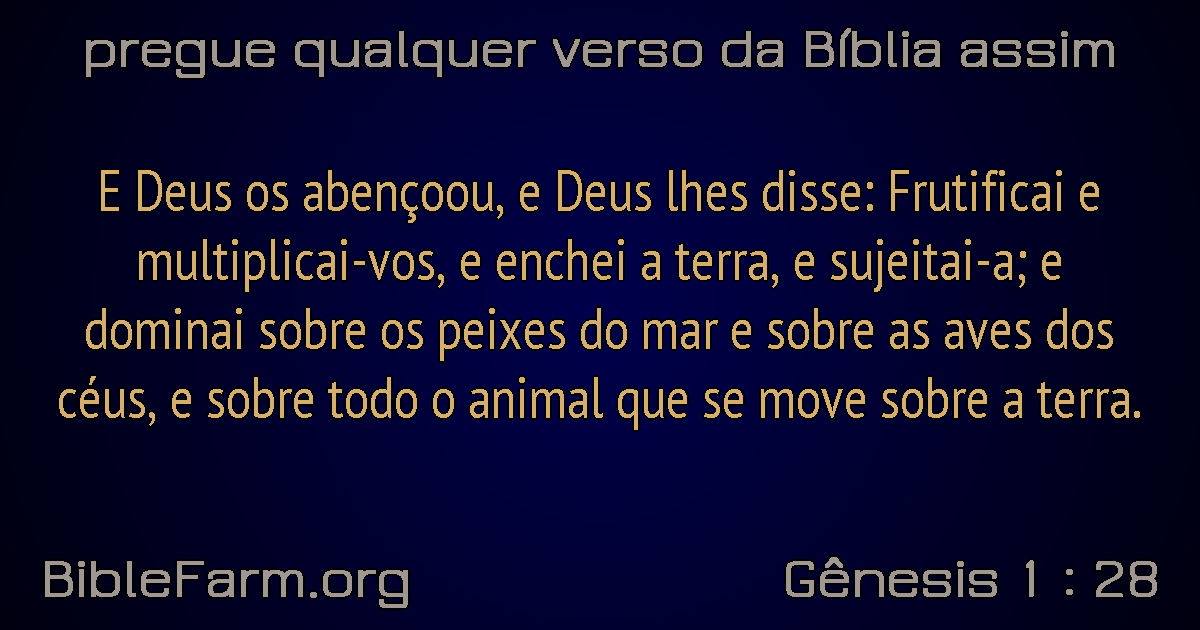 pregue qualquer verso da Bíblia assim
E Deus os abençoou, e Deus lhes disse: Frutificai e
multiplicai-vos, e enchei a terra, e sujeitai-a; e
dominai sobre os peixes do mar e sobre as aves dos
céus, e sobre todo o animal que se move sobre a terra.
BibleFarm.org
Gênesis 1 : 28